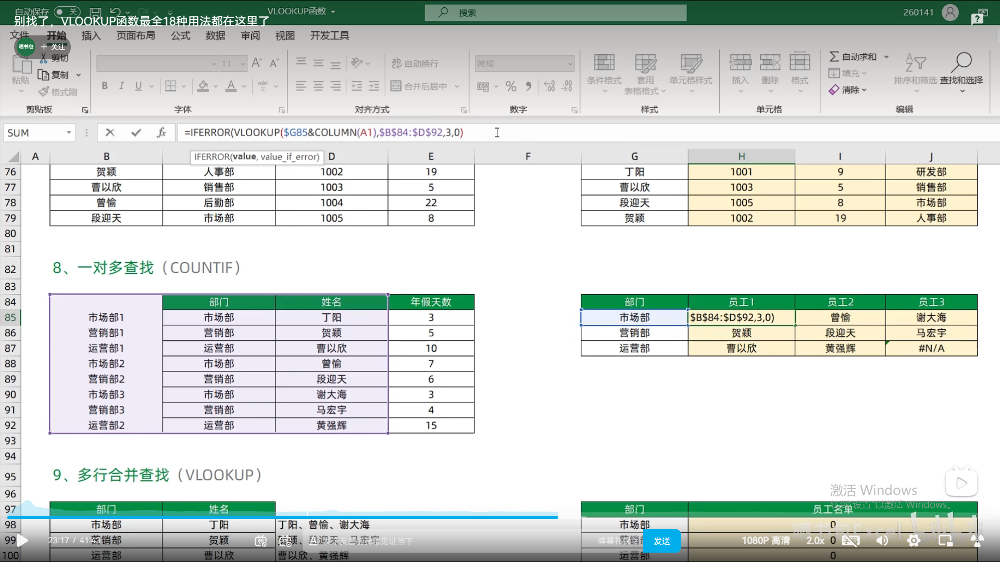 自动保存 关 VLOOKUP函数 搜索 260141
别找了，VLOOKUP函数最全18种用法都在这里了
文件 开始 插入 页面布局 公式 数据 审阅 视图 开发工具
晒书包 + 关注
剪切 11 自动换行 常规 自动求和
粘贴 复制 条件格式 套用 单元格样式 插入 删除 格式 填充 排序和筛选 查找和选择
格式刷 B I U A wén 文 合并后居中 % 表格格式 清除
剪贴板 字体 对齐方式 数字 样式 单元格 编辑
SUM fx =IFERROR(VLOOKUP($G85&COLUMN(A1),$B$84:$D$92,3,0)
IFERROR(value, value_if_error)
A B D E F G H I J
76 贺颖 人事部 1002 19 丁阳 1001 9 研发部
77 曹以欣 销售部 1003 5 曹以欣 1003 5 销售部
78 曾愉 后勤部 1004 22 段迎天 1005 8 市场部
79 段迎天 市场部 1005 8 贺颖 1002 19 人事部
80
81
82 8、一对多查找（COUNTIF）
83
84 部门 姓名 年假天数 部门 员工1 员工2 员工3
85 市场部1 市场部 丁阳 3 市场部 $B$84:$D$92,3,0) 曾愉 谢大海
86 营销部1 营销部 贺颖 5 营销部 贺颖 段迎天 马宏宇
87 运营部1 运营部 曹以欣 10 运营部 曹以欣 黄强辉 #N/A
88 市场部2 市场部 曾愉 7
89 营销部2 营销部 段迎天 6
90 市场部3 市场部 谢大海 3
91 营销部3 营销部 马宏宇 4
92 运营部2 运营部 黄强辉 15
93
94
95 9、多行合并查找（VLOOKUP）
96
激活 Windows
转到"设置"以激活 Windows。
97 部门 姓名 部门 员工名单
98 市场部 丁阳 丁阳、曾愉、谢大海 市场部 0
99 营销部 贺颖 段迎天、马宏宇 营销部 0
23:17 / 41:43 见证当下 弹幕礼仪 发送 1080P 高清 2.0x
100 运营部 曹以欣 曹以欣、黄强辉 运营部 0